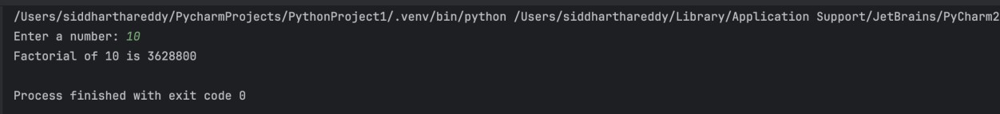 /Users/siddharthareddy/PycharmProjects/PythonProject1/.venv/bin/python /Users/siddharthareddy/Library/Application Support/JetBrains/PyCharm2
Enter a number: 10
Factorial of 10 is 3628800
Process finished with exit code 0